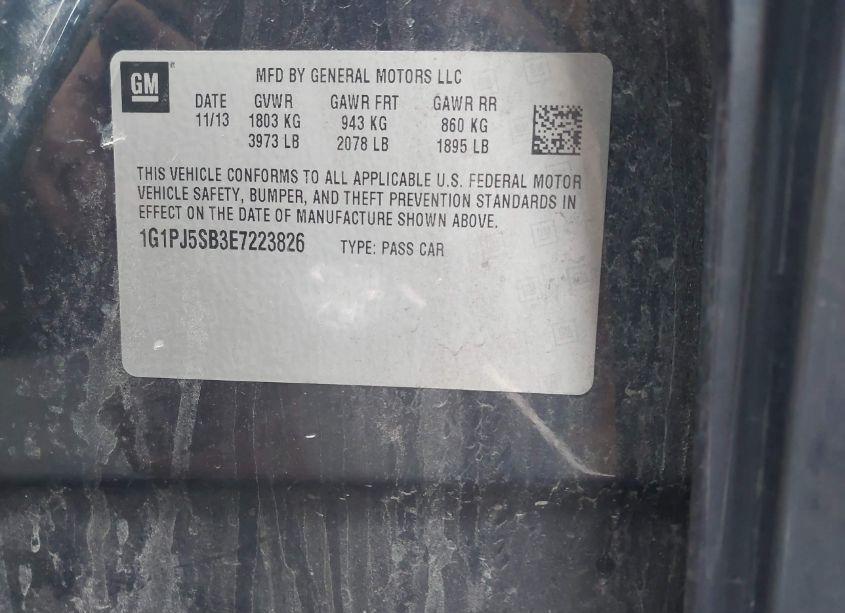 GM
MFD BY GENERAL MOTORS LLC
DATE GVWR GAWR FRT GAWR RR
11/13 1803 KG 943 KG 860 KG
3973 LB 2078 LB 1895 LB
THIS VEHICLE CONFORMS TO ALL APPLICABLE U.S. FEDERAL MOTOR
VEHICLE SAFETY, BUMPER, AND THEFT PREVENTION STANDARDS IN
EFFECT ON THE DATE OF MANUFACTURE SHOWN ABOVE.
1G1PJ5SB3E7223826 TYPE: PASS CAR